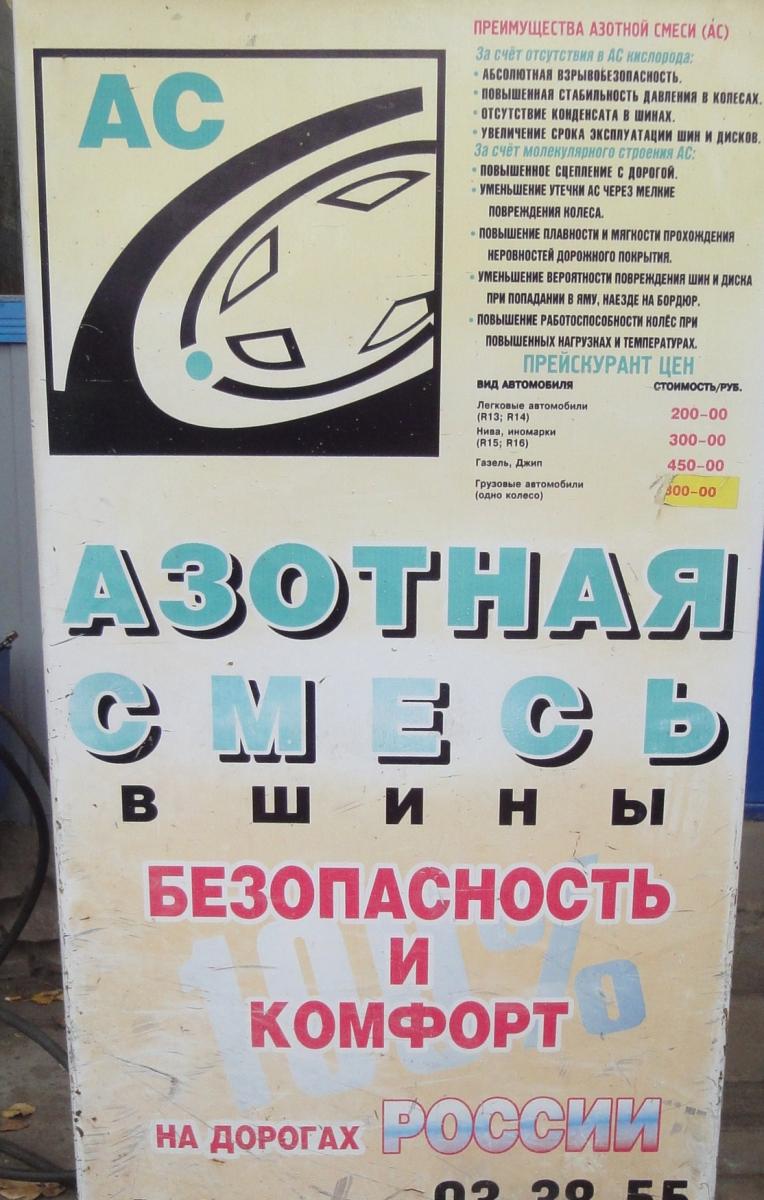 АС
ПРЕИМУЩЕСТВА АЗОТНОЙ СМЕСИ (АС)
За счёт отсутствия в АС кислорода:
• АБСОЛЮТНАЯ ВЗРЫВОБЕЗОПАСНОСТЬ.
• ПОВЫШЕННАЯ СТАБИЛЬНОСТЬ ДАВЛЕНИЯ В КОЛЕСАХ.
• ОТСУТСТВИЕ КОНДЕНСАТА В ШИНАХ.
• УВЕЛИЧЕНИЕ СРОКА ЭКСПЛУАТАЦИИ ШИН И ДИСКОВ.
За счёт молекулярного строения АС:
• ПОВЫШЕННОЕ СЦЕПЛЕНИЕ С ДОРОГОЙ.
• УМЕНЬШЕНИЕ УТЕЧКИ АС ЧЕРЕЗ МЕЛКИЕ
ПОВРЕЖДЕНИЯ КОЛЕСА.
• ПОВЫШЕНИЕ ПЛАВНОСТИ И МЯГКОСТИ ПРОХОЖДЕНИЯ
НЕРОВНОСТЕЙ ДОРОЖНОГО ПОКРЫТИЯ.
• УМЕНЬШЕНИЕ ВЕРОЯТНОСТИ ПОВРЕЖДЕНИЯ ШИН И ДИСКА
ПРИ ПОПАДАНИИ В ЯМУ, НАЕЗДЕ НА БОРДЮР.
• ПОВЫШЕНИЕ РАБОТОСПОСОБНОСТИ КОЛЁС ПРИ
ПОВЫШЕННЫХ НАГРУЗКАХ И ТЕМПЕРАТУРАХ.
ПРЕЙСКУРАНТ ЦЕН
ВИД АВТОМОБИЛЯ СТОИМОСТЬ/РУБ.
Легковые автомобили
(R13; R14) 200-00
Нива, иномарки
(R15; R16) 300-00
Газель, Джип 450-00
Грузовые автомобили
(одно колесо)
АЗОТНАЯ
СМЕСЬ
В ШИНЫ
100%
БЕЗОПАСНОСТЬ
И
КОМФОРТ
НА ДОРОГАХ РОССИИ